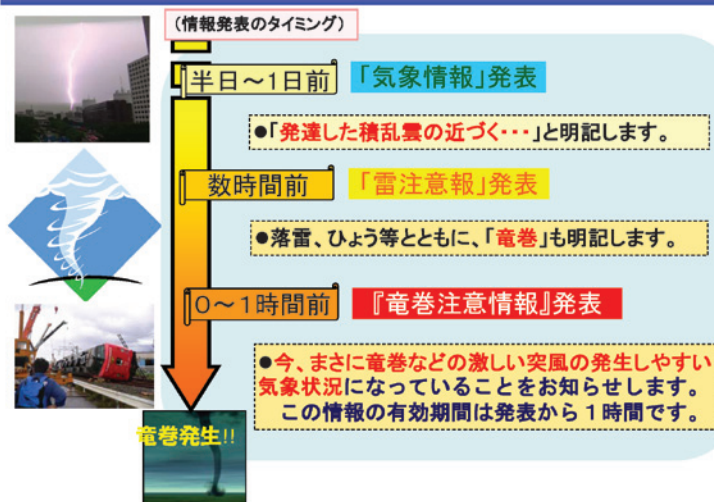 (情報発表のタイミング)
半日～1日前
「気象情報」発表
●「発達した積乱雲の近づく・・・」と明記します。
数時間前
「雷注意報」発表
●落雷、ひょう等とともに、「竜巻」も明記します。
0～1時間前
『竜巻注意情報』発表
●今、まさに竜巻などの激しい突風の発生しやすい
気象状況になっていることをお知らせします。
この情報の有効期間は発表から1時間です。
竜巻発生!!